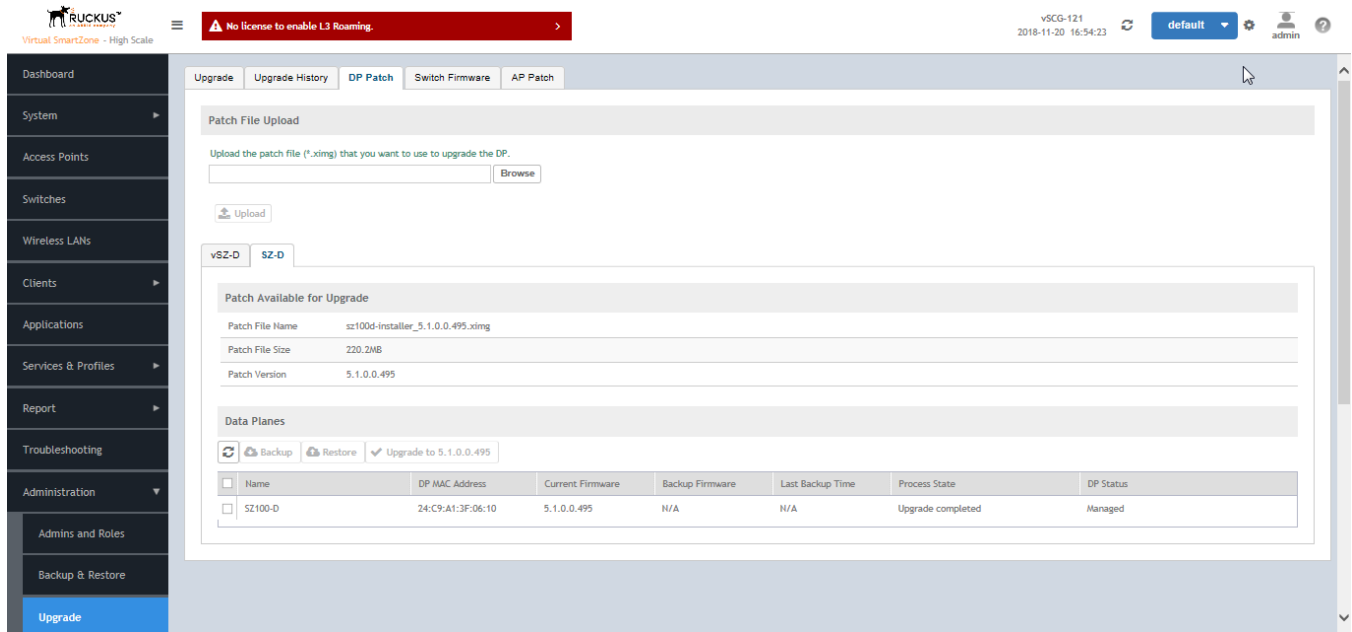 RUCKUS™
Virtual SmartZone - High Scale
No license to enable L3 Roaming.
vSCG-121
2018-11-20 16:54:23
default
admin
Dashboard
System
Access Points
Switches
Wireless LANs
Clients
Applications
Services & Profiles
Report
Troubleshooting
Administration
Admins and Roles
Backup & Restore
Upgrade
Upgrade Upgrade History DP Patch Switch Firmware AP Patch
Patch File Upload
Upload the patch file (*.ximg) that you want to use to upgrade the DP.
Browse
Upload
vSZ-D SZ-D
Patch Available for Upgrade
Patch File Name sz100d-installer_5.1.0.0.495.ximg
Patch File Size 220.2MB
Patch Version 5.1.0.0.495
Data Planes
Backup Restore Upgrade to 5.1.0.0.495
Name DP MAC Address Current Firmware Backup Firmware Last Backup Time Process State DP Status
SZ100-D 24:C9:A1:3F:06:10 5.1.0.0.495 N/A N/A Upgrade completed Managed